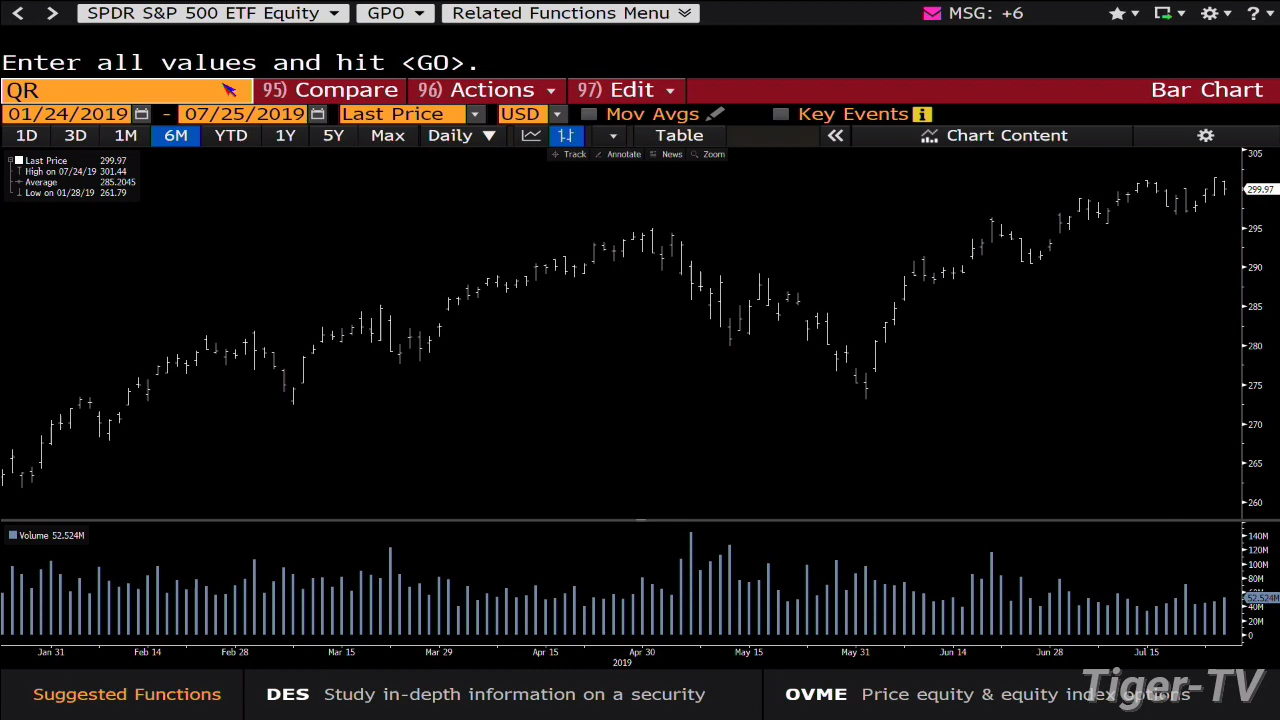 SPDR S&P 500 ETF Equity GPO Related Functions Menu MSG: +6 ?
Enter all values and hit <GO>.
QR 95) Compare 96) Actions 97) Edit Bar Chart
01/24/2019 - 07/25/2019 Last Price USD Mov Avgs Key Events i
1D 3D 1M 6M YTD 1Y 5Y Max Daily ▼ Table « Chart Content
Track Annotate News Zoom
Last Price 299.97
High on 07/24/19 301.44
Average 285.2045
Low on 01/28/19 261.79
305
299.97
295
290
285
280
275
270
265
260
Volume 52.524M
140M
120M
100M
80M
60M
52.524M
40M
20M
0
Jan 31 Feb 14 Feb 28 Mar 15 Mar 29 Apr 15 Apr 30 May 15 May 31 Jun 14 Jun 28 Jul 15
2019
Suggested Functions DES Study in-depth information on a security OVME Price equity & equity index options
Tiger-TV